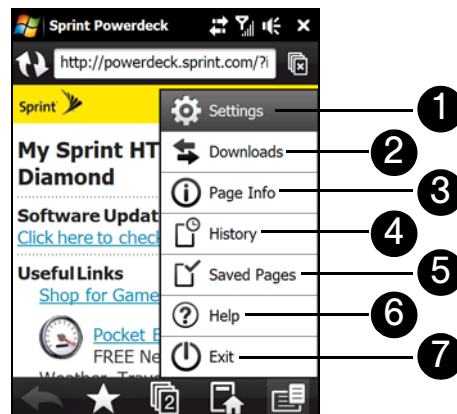 Sprint Powerdeck
http://powerdeck.sprint.com/?i
Sprint
My Sprint HT
Diamond
Software Updat
Click here to chec
Useful Links
Shop for Game
Pocket E
FREE Ne
Settings 1
Downloads 2
Page Info 3
History 4
Saved Pages 5
Help 6
Exit 7
2